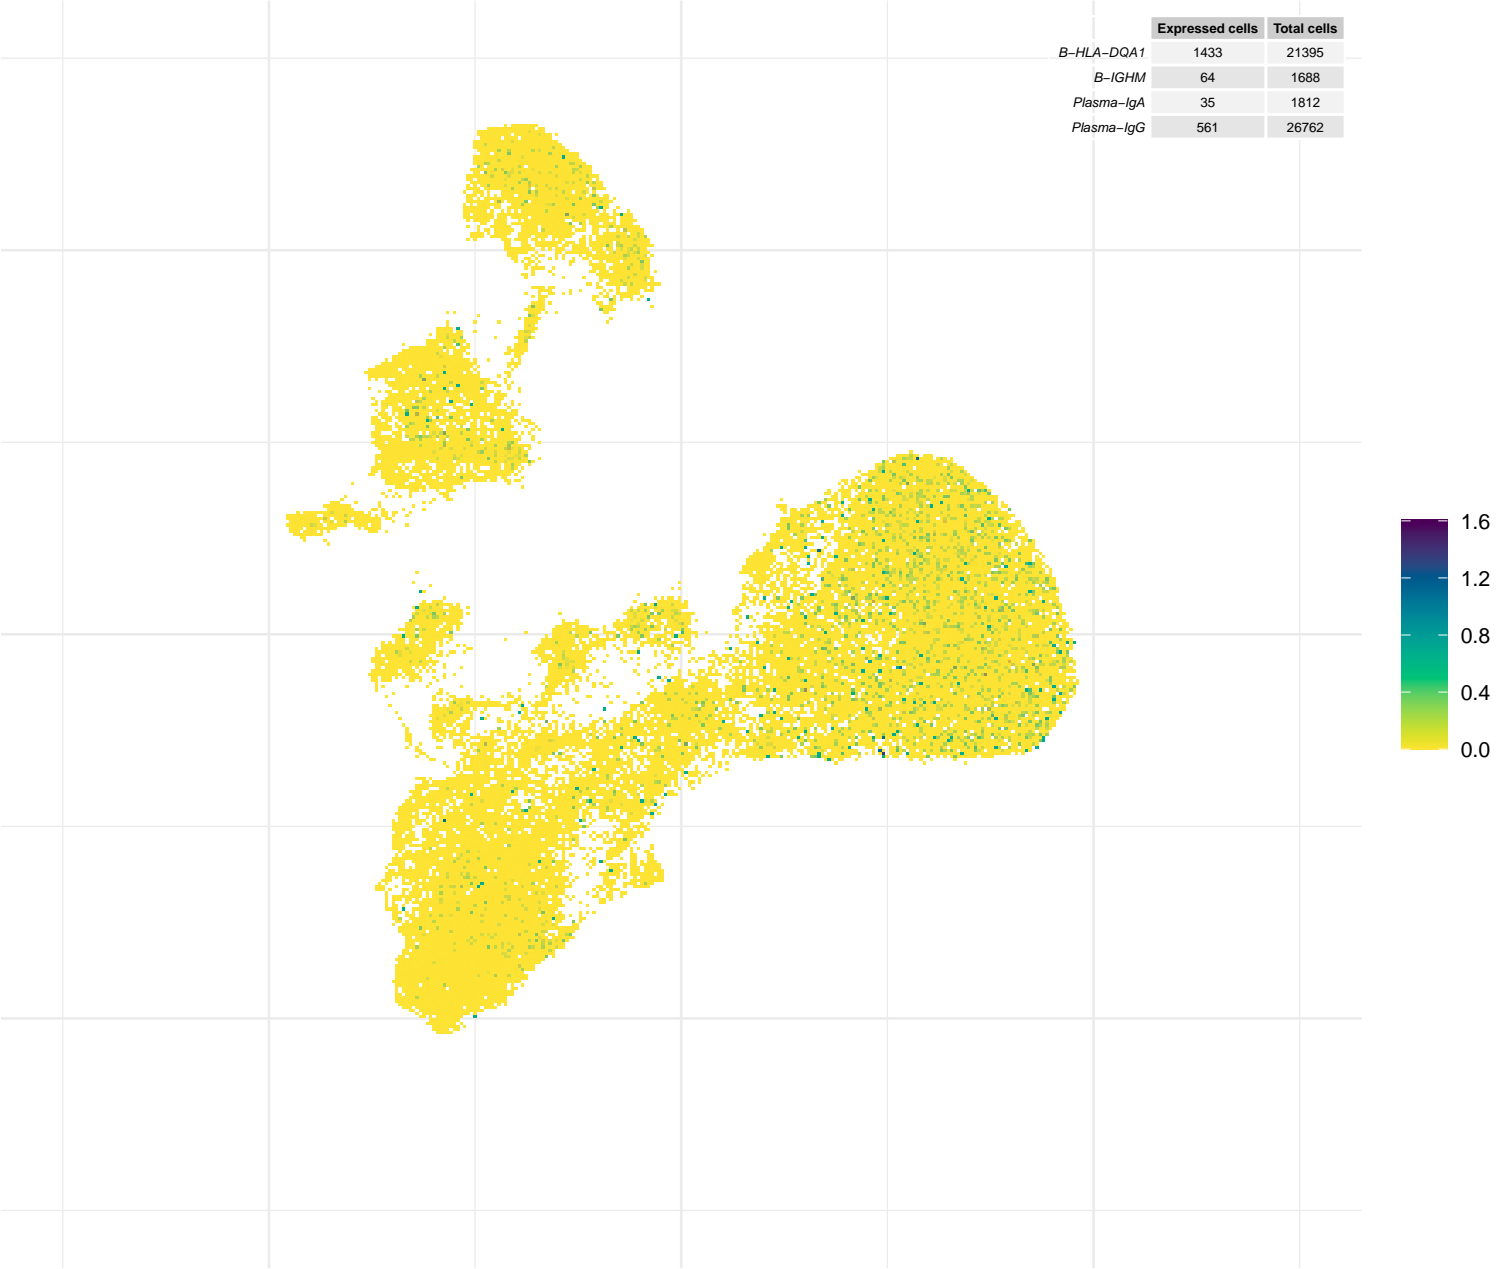 Expressed cells Total cells
B−HLA−DQA1 1433 21395
B−IGHM 64 1688
Plasma−IgA 35 1812
Plasma−IgG 561 26762
1.6
1.2
0.8
0.4
0.0